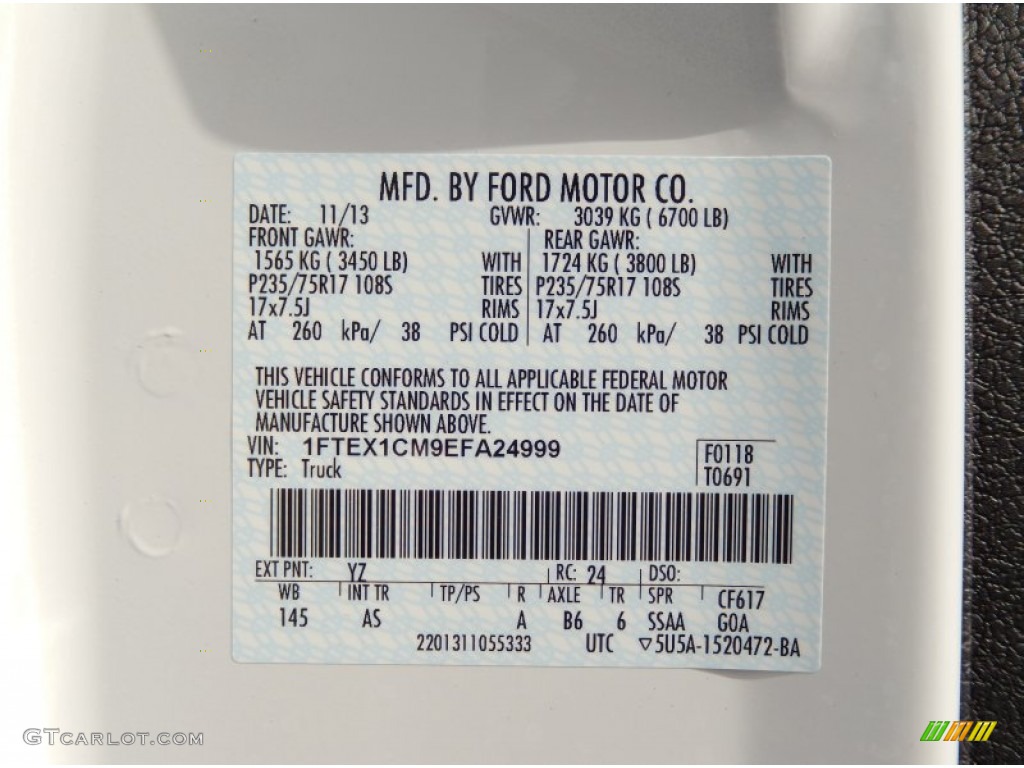 MFD. BY FORD MOTOR CO.
DATE: 11/13 GVWR: 3039 KG ( 6700 LB)
FRONT GAWR: REAR GAWR:
1565 KG ( 3450 LB) WITH 1724 KG ( 3800 LB) WITH
P235/75R17 108S TIRES P235/75R17 108S TIRES
17x7.5J RIMS 17x7.5J RIMS
AT 260 kPa/ 38 PSI COLD AT 260 kPa/ 38 PSI COLD
THIS VEHICLE CONFORMS TO ALL APPLICABLE FEDERAL MOTOR
VEHICLE SAFETY STANDARDS IN EFFECT ON THE DATE OF
MANUFACTURE SHOWN ABOVE.
VIN: 1FTEX1CM9EFA24999 F0118
TYPE: Truck T0691
EXT PNT: YZ RC: 24 DSO:
WB INT TR TP/PS R AXLE TR SPR CF617
145 AS A B6 6 SSAA GOA
2201311055333 UTC ▽5U5A-1520472-BA
GTCARLOT.COM